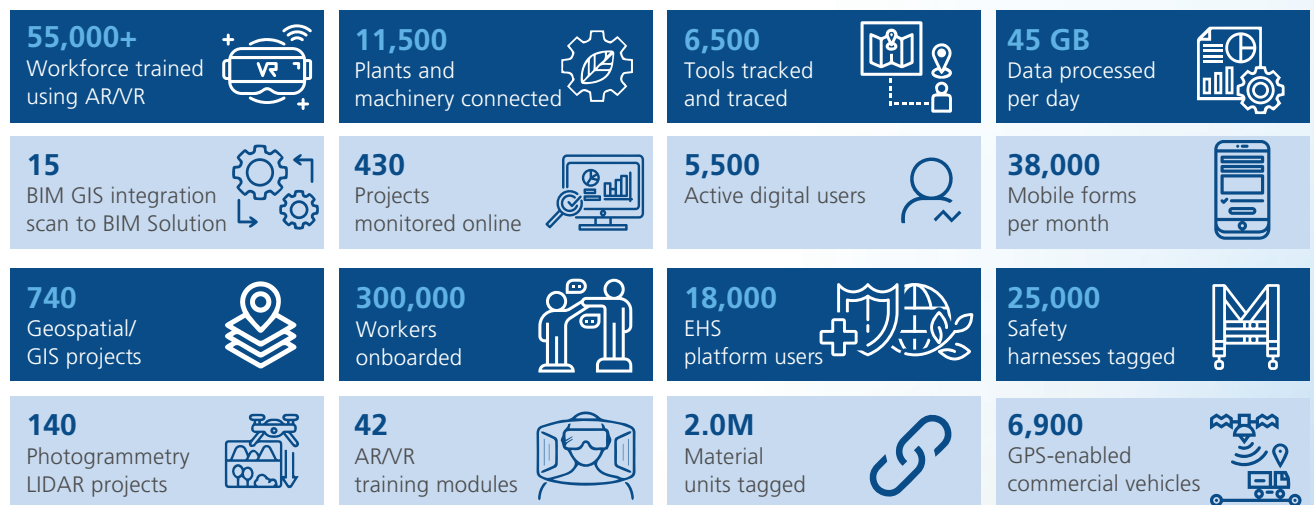 55,000+
Workforce trained
using AR/VR
VR
11,500
Plants and
machinery connected
6,500
Tools tracked
and traced
45 GB
Data processed
per day
15
BIM GIS integration
scan to BIM Solution
430
Projects
monitored online
5,500
Active digital users
38,000
Mobile forms
per month
740
Geospatial/
GIS projects
300,000
Workers
onboarded
18,000
EHS
platform users
25,000
Safety
harnesses tagged
140
Photogrammetry
LIDAR projects
42
AR/VR
training modules
2.0M
Material
units tagged
6,900
GPS-enabled
commercial vehicles